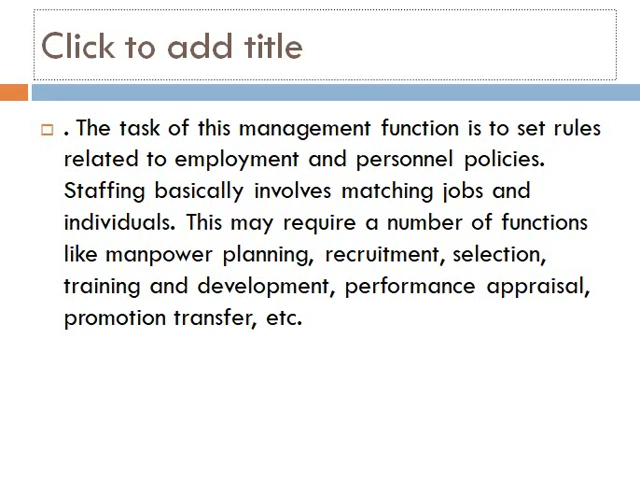 Click to add title
. The task of this management function is to set rules
related to employment and personnel policies.
Staffing basically involves matching jobs and
individuals. This may require a number of functions
like manpower planning, recruitment, selection,
training and development, performance appraisal,
promotion transfer, etc.